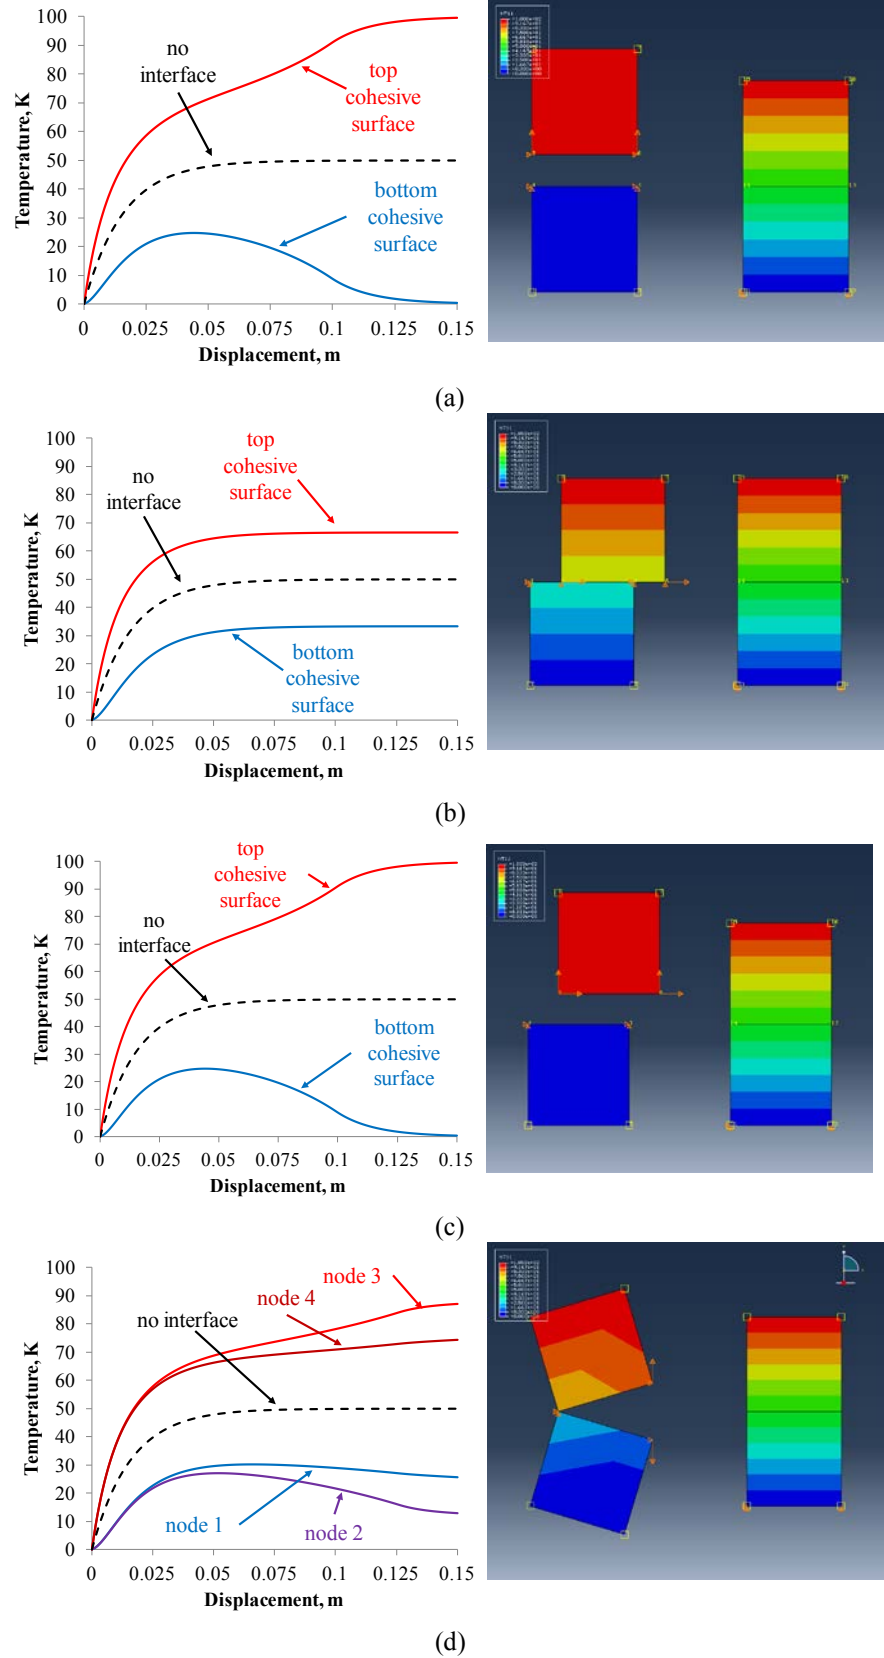 100
90
80
70
60
50
40
30
20
10
0
Temperature, K
no
interface
top
cohesive
surface
bottom
cohesive
surface
0
0.025
0.05
0.075
0.1
0.125
0.15
Displacement, m
(a)
100
90
80
70
60
50
40
30
20
10
0
Temperature, K
no
interface
top
cohesive
surface
bottom
cohesive
surface
0
0.025
0.05
0.075
0.1
0.125
0.15
Displacement, m
(b)
100
90
80
70
60
50
40
30
20
10
0
Temperature, K
top
cohesive
surface
no
interface
bottom
cohesive
surface
0
0.025
0.05
0.075
0.1
0.125
0.15
Displacement, m
(c)
100
90
80
70
60
50
40
30
20
10
0
Temperature, K
node 3
node 4
no interface
node 1
node 2
0
0.025
0.05
0.075
0.1
0.125
0.15
Displacement, m
(d)